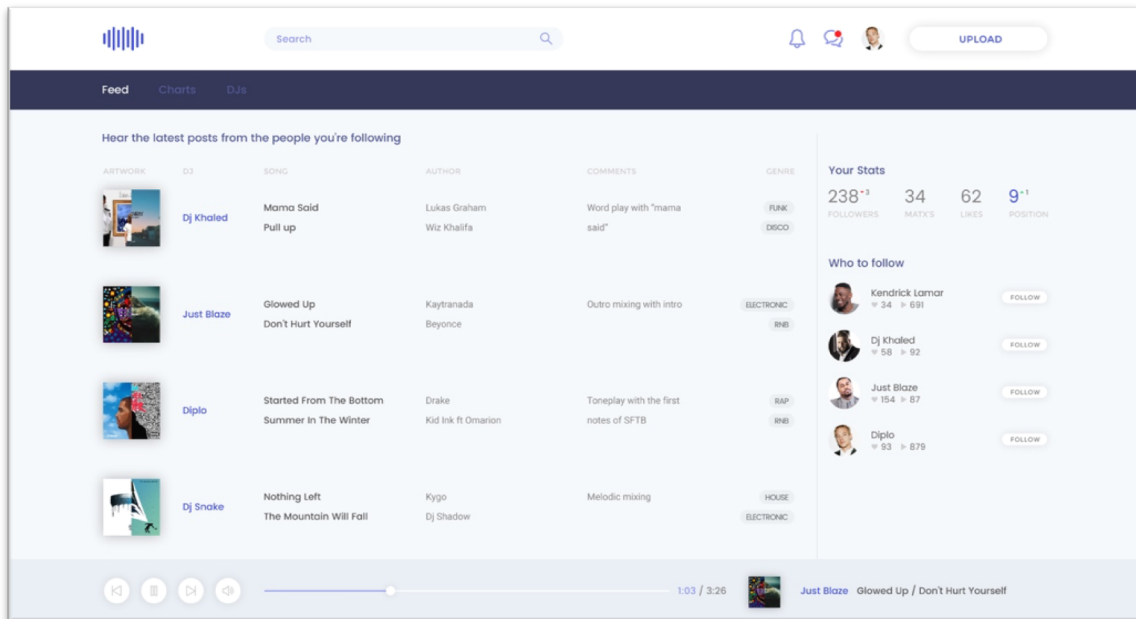 Search
UPLOAD
Feed Charts DJs
Hear the latest posts from the people you're following
ARTWORK DJ SONG AUTHOR COMMENTS GENRE
Dj Khaled
Mama Said Lukas Graham Word play with "mama FUNK
Pull up Wiz Khalifa said" DISCO
Just Blaze
Glowed Up Kaytranada Outro mixing with intro ELECTRONIC
Don't Hurt Yourself Beyonce RNB
Diplo
Started From The Bottom Drake Toneplay with the first RAP
Summer In The Winter Kid Ink ft Omarion notes of SFTB RNB
Dj Snake
Nothing Left Kygo Melodic mixing HOUSE
The Mountain Will Fall Dj Shadow ELECTRONIC
Your Stats
238 3 34 62 9 1
FOLLOWERS MATX'S LIKES POSITION
Who to follow
Kendrick Lamar
34 691
FOLLOW
Dj Khaled
58 92
FOLLOW
Just Blaze
154 87
FOLLOW
Diplo
93 879
FOLLOW
1:03 / 3:26 Just Blaze Glowed Up / Don't Hurt Yourself